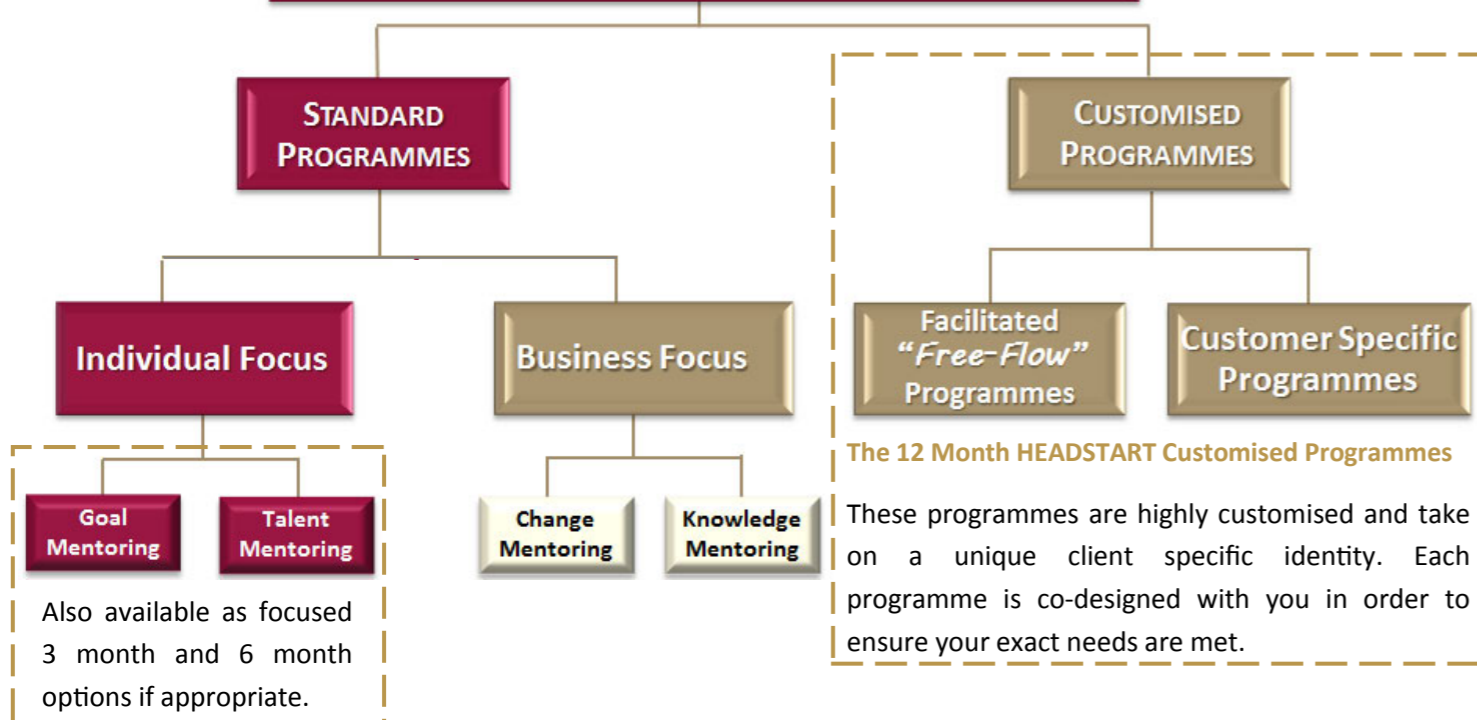 STANDARD
PROGRAMMES
CUSTOMISED
PROGRAMMES
Individual Focus
Business Focus
Facilitated
"Free-Flow"
Programmes
Customer Specific
Programmes
Goal
Mentoring
Talent
Mentoring
Change
Mentoring
Knowledge
Mentoring
Also available as focused
3 month and 6 month
options if appropriate.
The 12 Month HEADSTART Customised Programmes
These programmes are highly customised and take
on a unique client specific identity. Each
programme is co-designed with you in order to
ensure your exact needs are met.